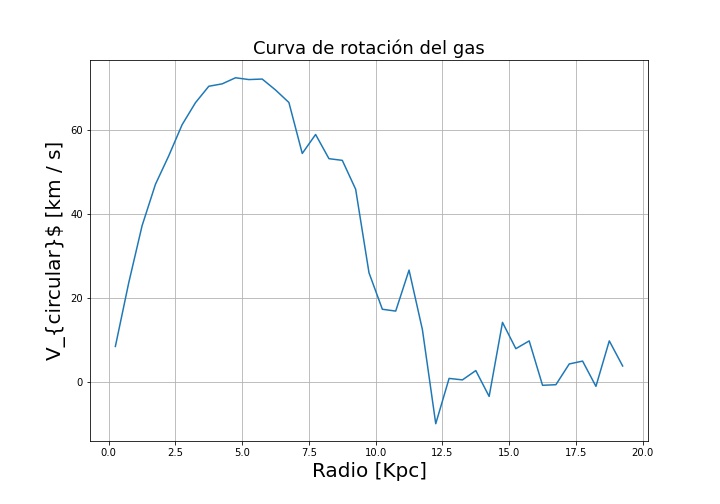 Curva de rotación del gas
V_{circular}$ [km / s]
60
40
20
0
0.0 2.5 5.0 7.5 10.0 12.5 15.0 17.5 20.0
Radio [Kpc]